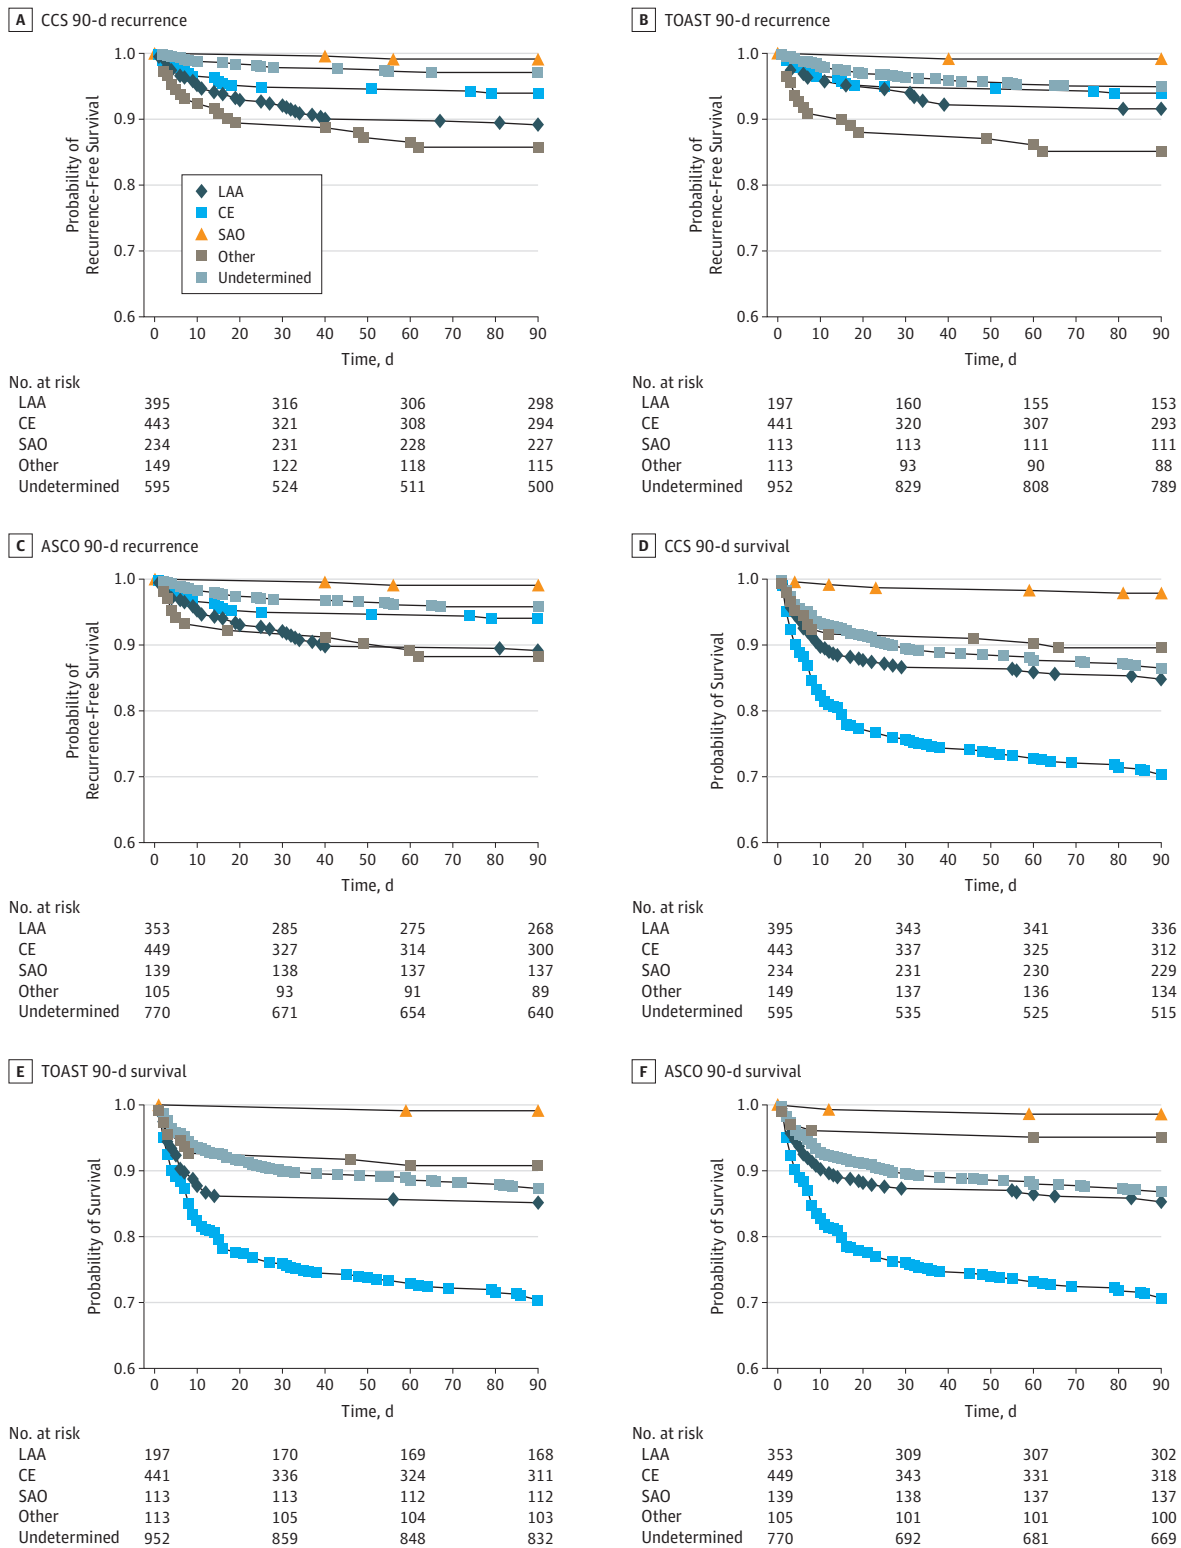 A CCS 90-d recurrence
Probability of
Recurrence-Free Survival
1.0
0.9
0.8
0.7
0.6
LAA
CE
SAO
Other
Undetermined
0 10 20 30 40 50 60 70 80 90
Time, d
No. at risk
LAA 395 316 306 298
CE 443 321 308 294
SAO 234 231 228 227
Other 149 122 118 115
Undetermined 595 524 511 500
B TOAST 90-d recurrence
Probability of
Recurrence-Free Survival
1.0
0.9
0.8
0.7
0.6
0 10 20 30 40 50 60 70 80 90
Time, d
No. at risk
LAA 197 160 155 153
CE 441 320 307 293
SAO 113 113 111 111
Other 113 93 90 88
Undetermined 952 829 808 789
C ASCO 90-d recurrence
Probability of
Recurrence-Free Survival
1.0
0.9
0.8
0.7
0.6
0 10 20 30 40 50 60 70 80 90
Time, d
No. at risk
LAA 353 285 275 268
CE 449 327 314 300
SAO 139 138 137 137
Other 105 93 91 89
Undetermined 770 671 654 640
D CCS 90-d survival
Probability of Survival
1.0
0.9
0.8
0.7
0.6
0 10 20 30 40 50 60 70 80 90
Time, d
No. at risk
LAA 395 343 341 336
CE 443 337 325 312
SAO 234 231 230 229
Other 149 137 136 134
Undetermined 595 535 525 515
E TOAST 90-d survival
Probability of Survival
1.0
0.9
0.8
0.7
0.6
0 10 20 30 40 50 60 70 80 90
Time, d
No. at risk
LAA 197 170 169 168
CE 441 336 324 311
SAO 113 113 112 112
Other 113 105 104 103
Undetermined 952 859 848 832
F ASCO 90-d survival
Probability of Survival
1.0
0.9
0.8
0.7
0.6
0 10 20 30 40 50 60 70 80 90
Time, d
No. at risk
LAA 353 309 307 302
CE 449 343 331 318
SAO 139 138 137 137
Other 105 101 101 100
Undetermined 770 692 681 669